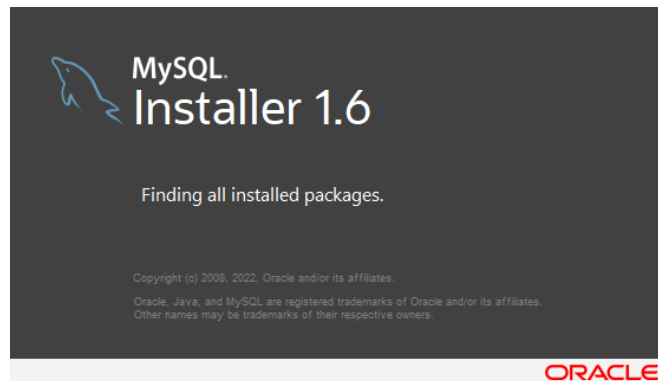 MySQL.
Installer 1.6
Finding all installed packages.
Copyright (c) 2008, 2022, Oracle and/or its affiliates.
Oracle, Java, and MySQL are registered trademarks of Oracle and/or its affiliates.
Other names may be trademarks of their respective owners.
ORACLE